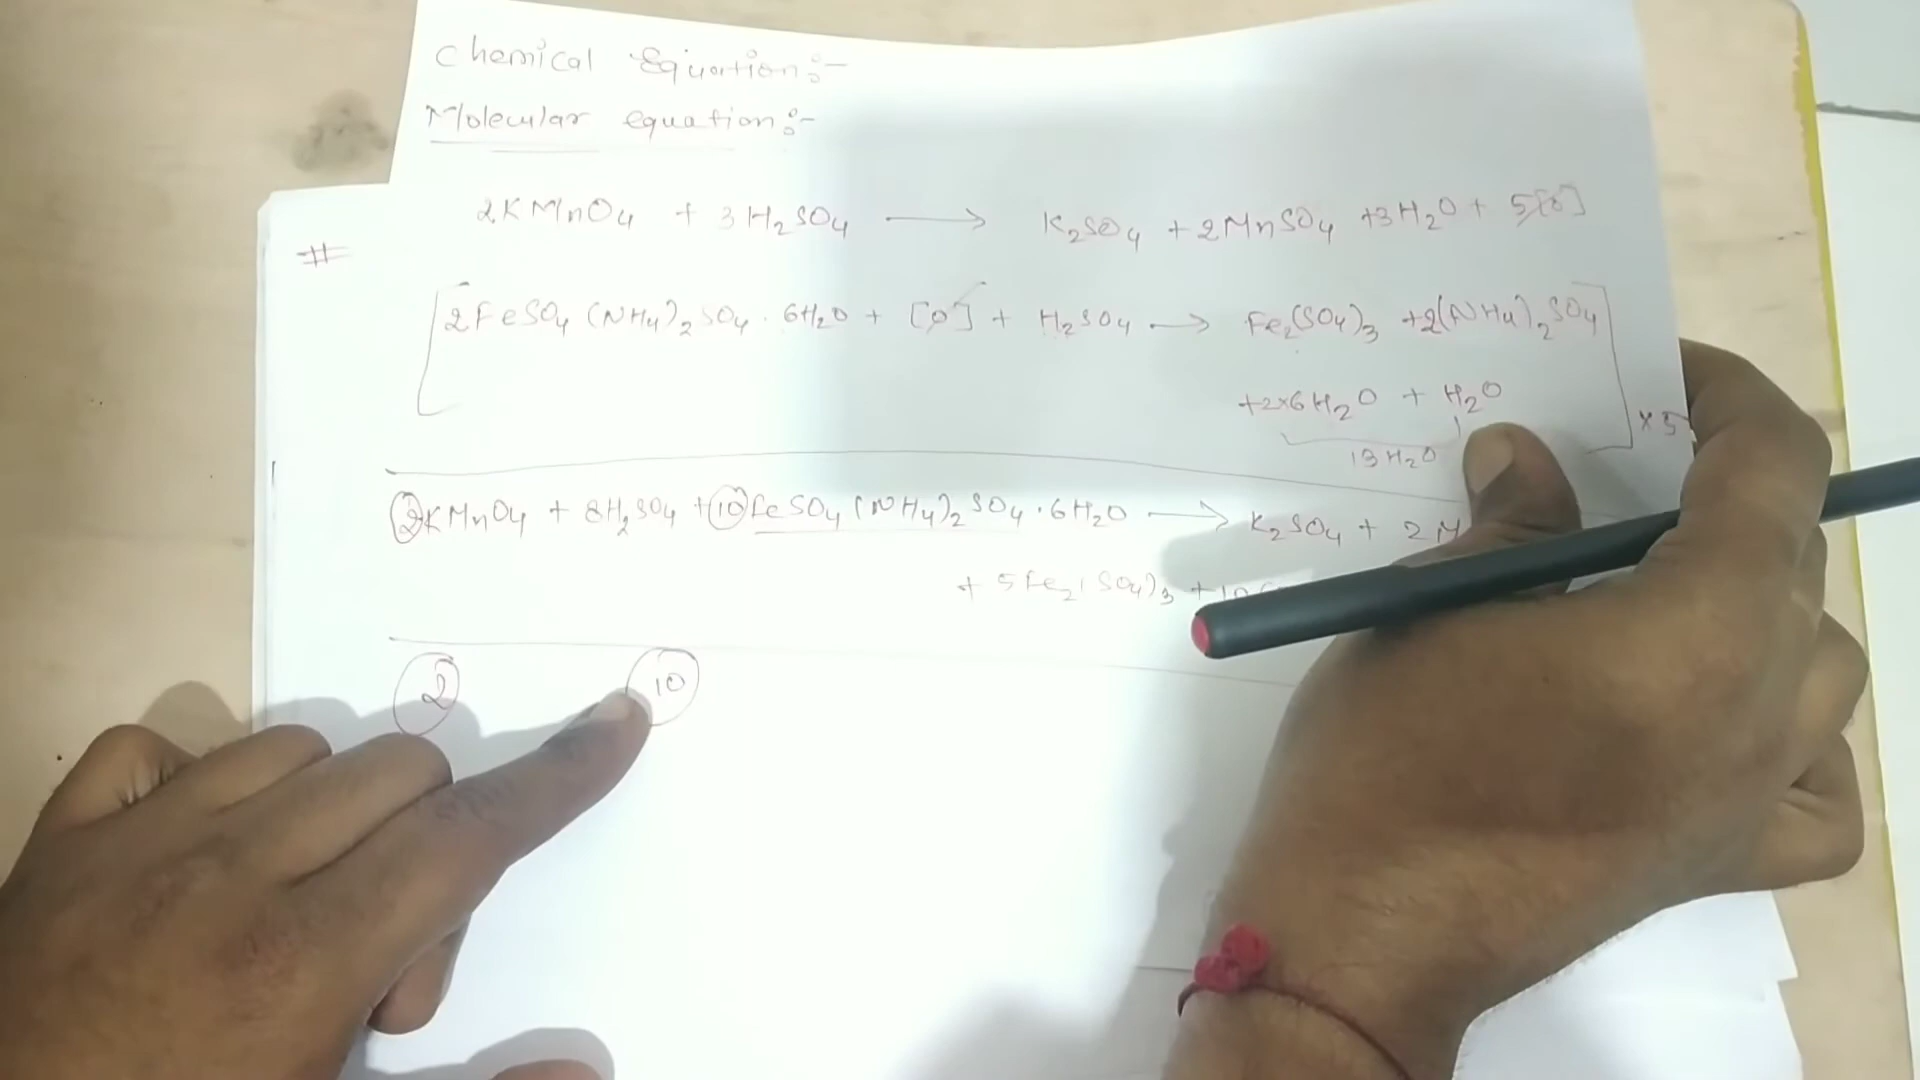 Chemical Equation:-
Molecular equation:-
2KMnO4 + 3H2SO4 → K2SO4 + 2MnSO4 + 3H2O + 5[O]
#
2FeSO4 (NH4)2SO4 · 6H2O + [O] + H2SO4 → Fe2(SO4)3 + 2(NH4)2SO4
+2×6H2O + H2O
×5
13H2O
2KMnO4 + 8H2SO4 + 10FeSO4 (NH4)2SO4 · 6H2O → K2SO4 + 2M
+ 5Fe2(SO4)3 + 10
2 10